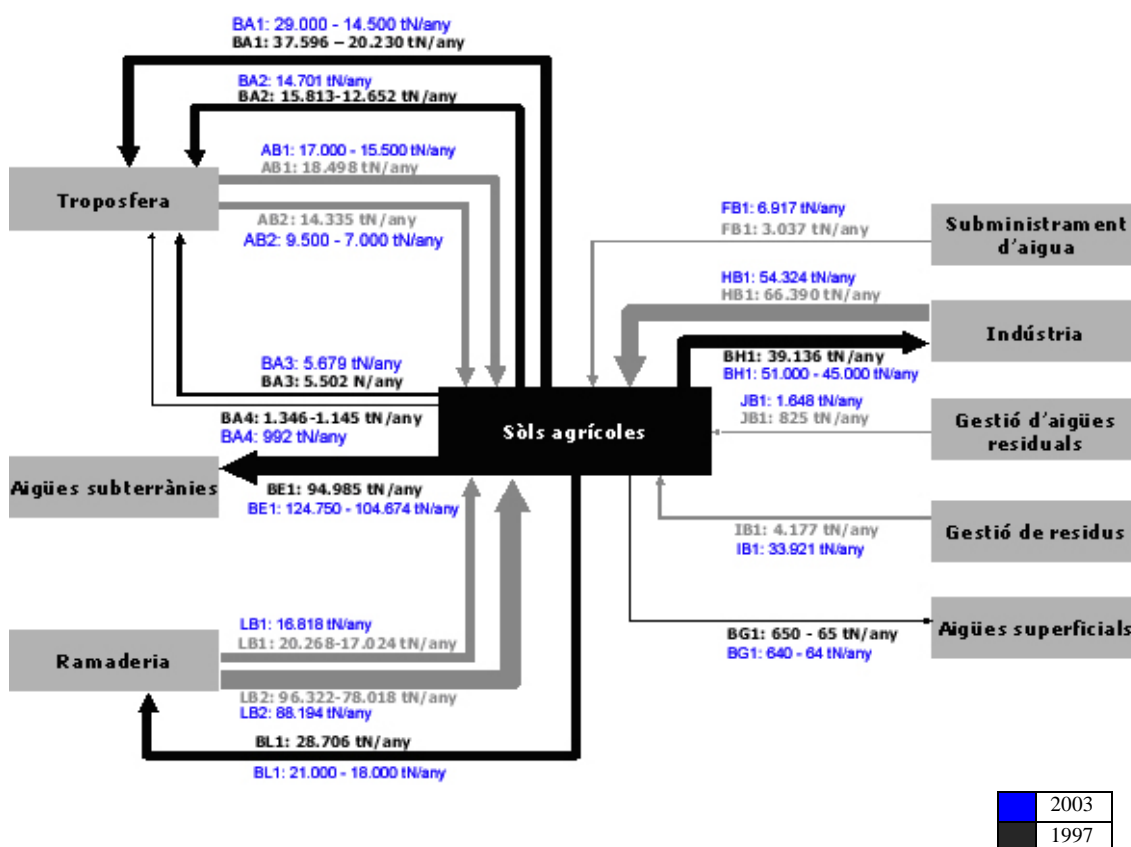 BA1: 29.000 - 14.500 tN/any
BA1: 37.596 – 20.230 tN/any
BA2: 14.701 tN/any
BA2: 15.813-12.652 tN/any
AB1: 17.000 - 15.500 tN/any
AB1: 18.498 tN/any
Troposfera
AB2: 14.335 tN/any
AB2: 9.500 - 7.000 tN/any
FB1: 6.917 tN/any
FB1: 3.037 tN/any
Subministrament
d'aigua
HB1: 54.324 tN/any
HB1: 66.390 tN/any
Indústria
BH1: 39.136 tN/any
BH1: 51.000 - 45.000 tN/any
BA3: 5.679 tN/any
BA3: 5.502 N/any
BA4: 1.346-1.145 tN/any
BA4: 992 tN/any
Sòls agrícoles
JB1: 1.648 tN/any
JB1: 825 tN/any
Gestió d'aigües
residuals
Aigües subterrànies
BE1: 94.985 tN/any
BE1: 124.750 - 104.674 tN/any
IB1: 4.177 tN/any
IB1: 33.921 tN/any
Gestió de residus
BG1: 650 - 65 tN/any
BG1: 640 - 64 tN/any
Aigües superficials
LB1: 16.818 tN/any
LB1: 20.268-17.024 tN/any
Ramaderia
LB2: 96.322-78.018 tN/any
LB2: 88.194 tN/any
BL1: 28.706 tN/any
BL1: 21.000 - 18.000 tN/any
2003
1997